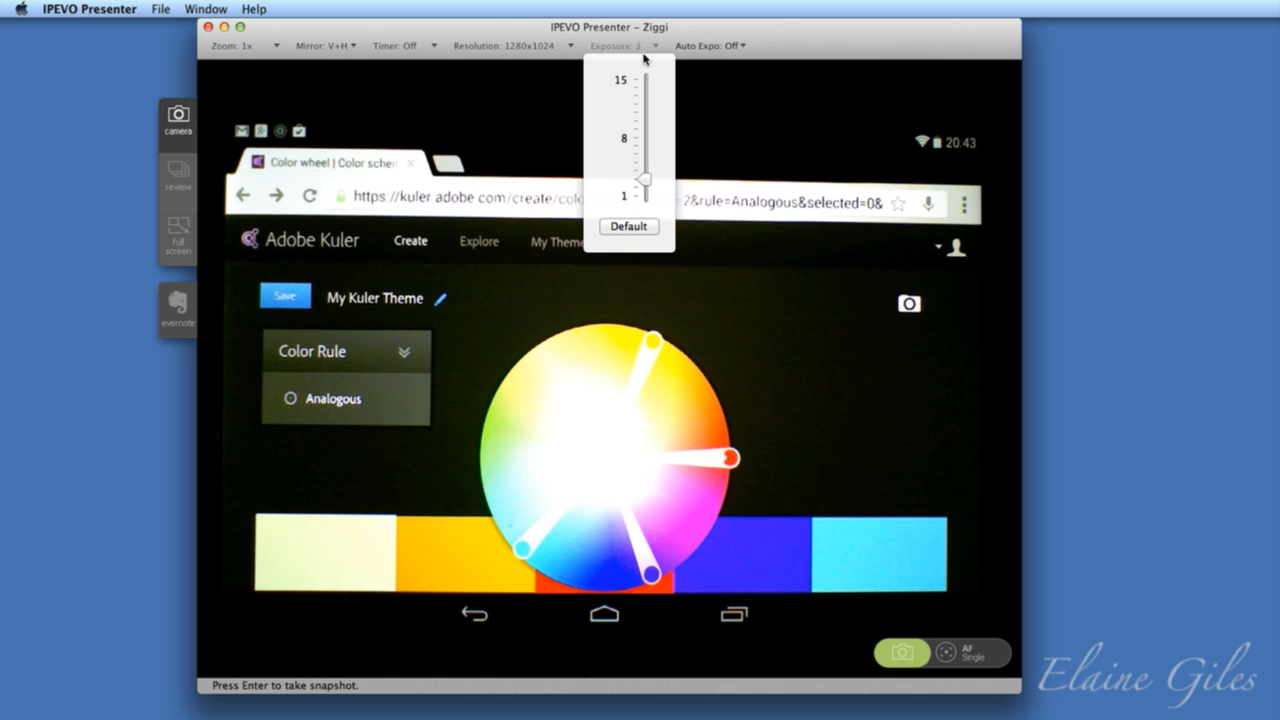 IPEVO Presenter File Window Help
IPEVO Presenter – Ziggi
Zoom: 1x Mirror: V+H Timer: Off Resolution: 1280x1024 Exposure: 3 Auto Expo: Off
15
8
1
Default
camera
review
full
screen
evernote
20:43
Color wheel | Color scher
https://kuler adobe com/create/colo =2&rule=Analogous&selected=0&
Adobe Kuler Create Explore My Theme
Save My Kuler Theme
Color Rule
Analogous
AF
Single
Press Enter to take snapshot.
Elaine Giles